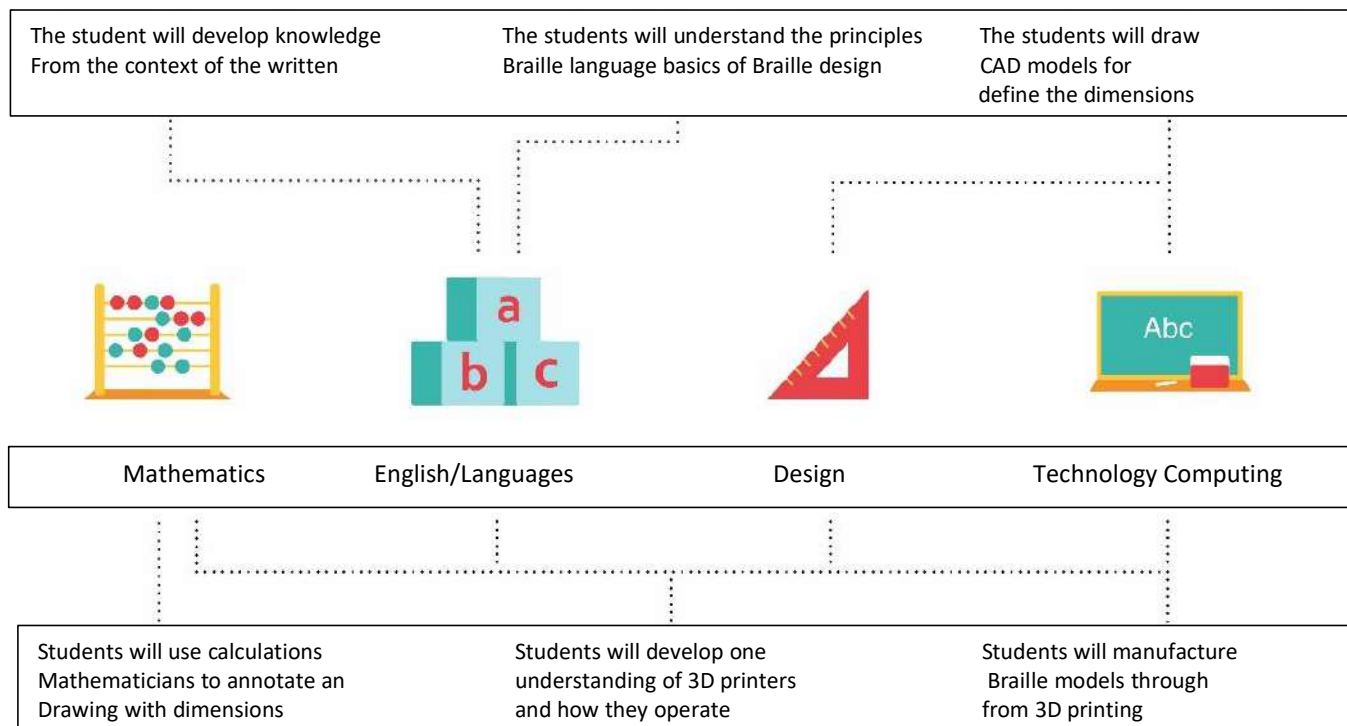 The student will develop knowledge
From the context of the written
The students will understand the principles
Braille language basics of Braille design
The students will draw
CAD models for
define the dimensions
a
b
c
Abc
Mathematics
English/Languages
Design
Technology Computing
Students will use calculations
Mathematicians to annotate an
Drawing with dimensions
Students will develop one
understanding of 3D printers
and how they operate
Students will manufacture
Braille models through
from 3D printing